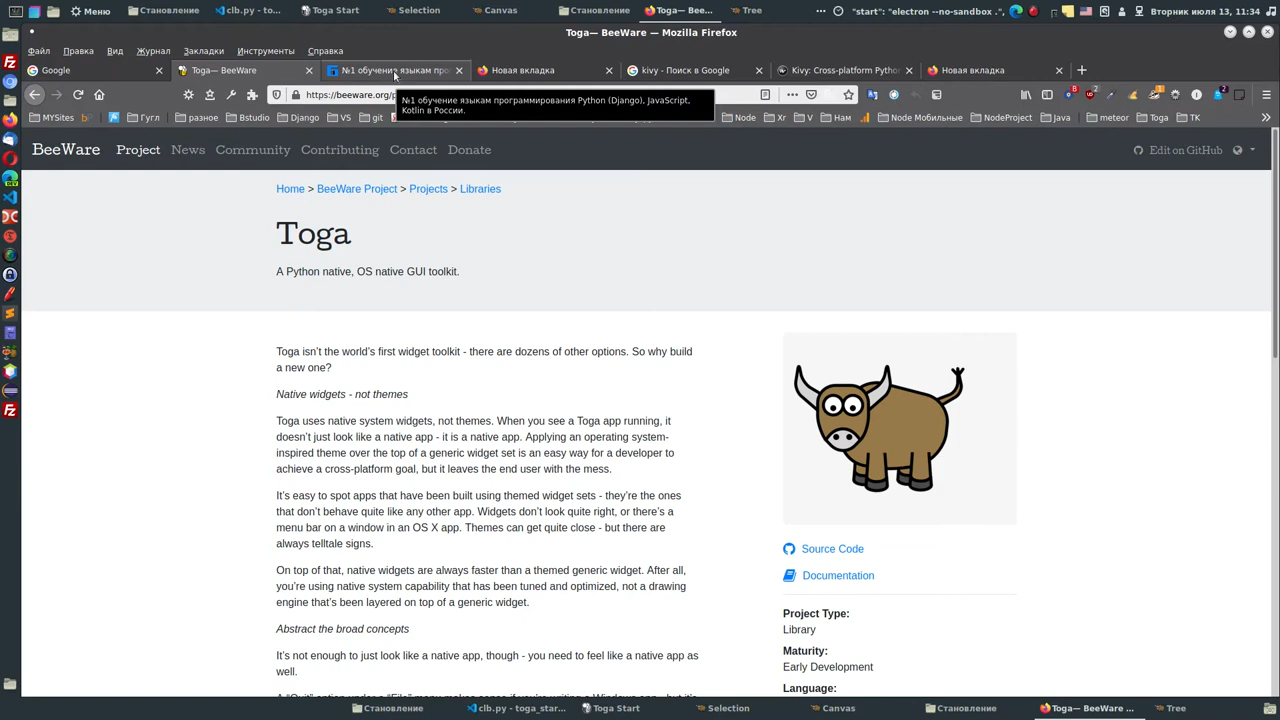 Меню
Становление
clb.py - to...
Toga Start
Selection
Canvas
Становление
Toga— Bee...
Tree
"start": "electron --no-sandbox .",
Вторник июл 13, 11:34
Toga— BeeWare — Mozilla Firefox
Файл Правка Вид Журнал Закладки Инструменты Справка
Google
Toga— BeeWare
№1 обучение языкам про
Новая вкладка
kivy - Поиск в Google
Kivy: Cross-platform Python
Новая вкладка
https://beeware.org/p
№1 обучение языкам программирования Python (Django), JavaScript,
Kotlin в России.
MYSites Гугл разное Bstudio Django VS git Node Xr V Нам Node Мобильные NodeProject Java meteor Toga TK
BeeWare Project News Community Contributing Contact Donate Edit on GitHub
Home > BeeWare Project > Projects > Libraries
Toga
A Python native, OS native GUI toolkit.
Toga isn’t the world’s first widget toolkit - there are dozens of other options. So why build
a new one?
Native widgets - not themes
Toga uses native system widgets, not themes. When you see a Toga app running, it
doesn’t just look like a native app - it is a native app. Applying an operating system-
inspired theme over the top of a generic widget set is an easy way for a developer to
achieve a cross-platform goal, but it leaves the end user with the mess.
It’s easy to spot apps that have been built using themed widget sets - they’re the ones
that don’t behave quite like any other app. Widgets don’t look quite right, or there’s a
menu bar on a window in an OS X app. Themes can get quite close - but there are
always telltale signs.
On top of that, native widgets are always faster than a themed generic widget. After all,
you’re using native system capability that has been tuned and optimized, not a drawing
engine that’s been layered on top of a generic widget.
Abstract the broad concepts
It’s not enough to just look like a native app, though - you need to feel like a native app as
well.
Source Code
Documentation
Project Type:
Library
Maturity:
Early Development
Language:
Становление
clb.py - toga_star...
Toga Start
Selection
Canvas
Становление
Toga— BeeWare ...
Tree